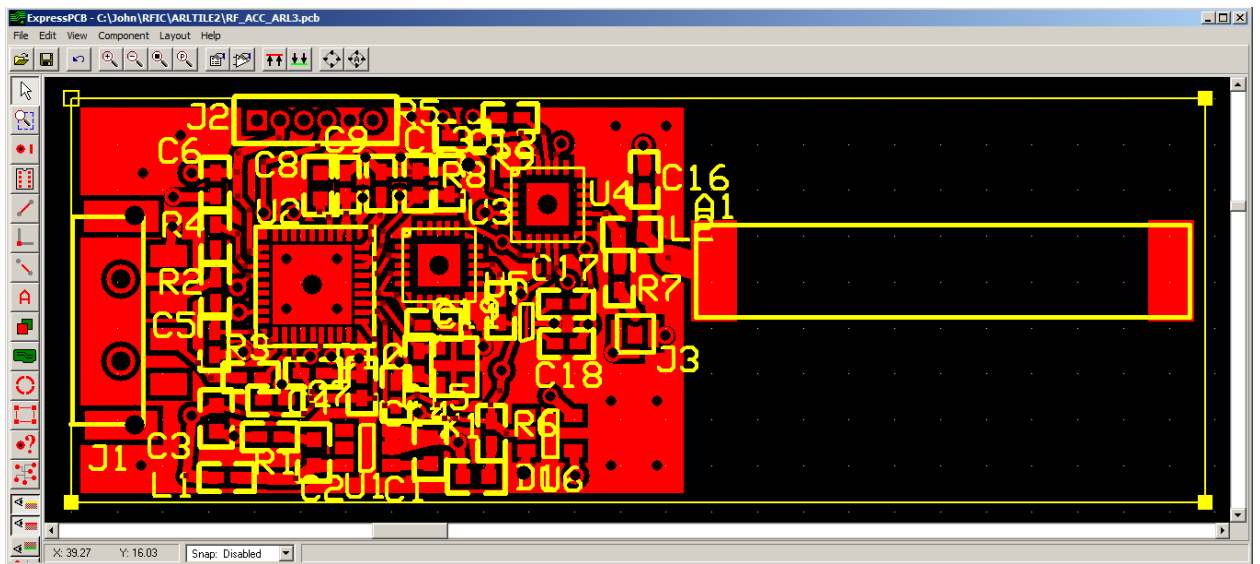 ExpressPCB - C:\John\RFIC\ARLTILE2\RF_ACC_ARL3.pcb
File Edit View Component Layout Help
J2
R5
C9
C6
C8
R9
R8
U4
C16
A1
R4
U2
U3
L2
C17
R2
R7
C5
R3
C18
J3
J1
C3
R1
R6
L1
C2
U1
C1
X: 39.27 Y: 16.03 Snap: Disabled